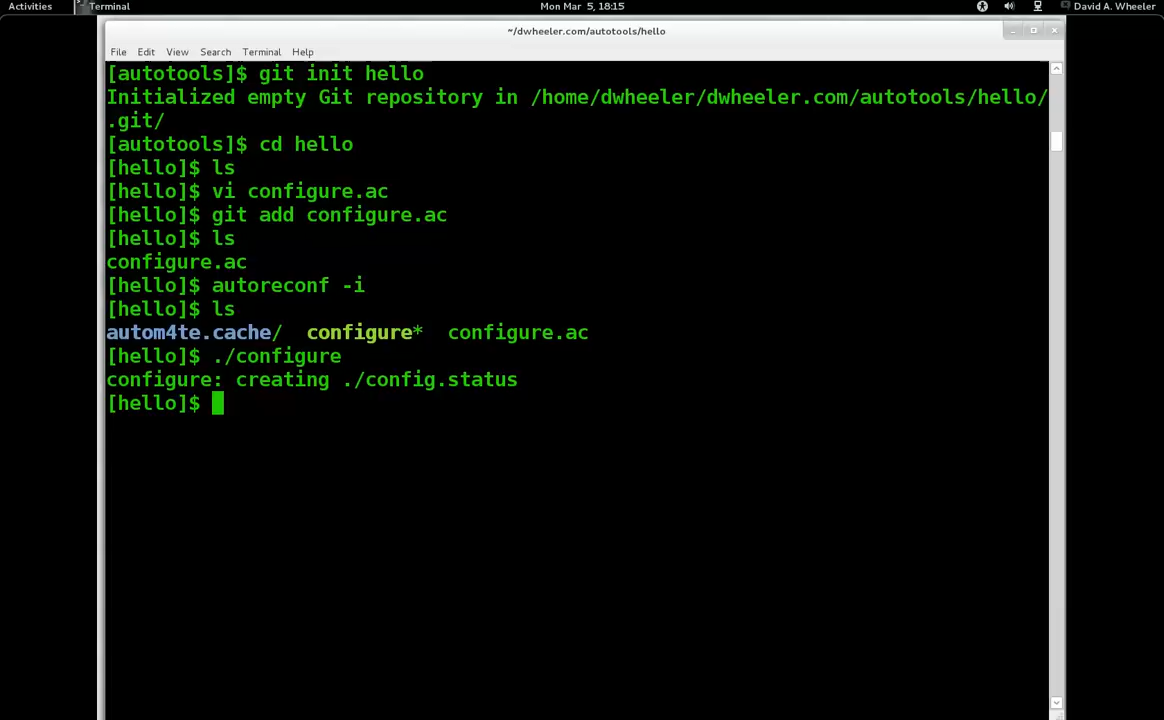 Activities Terminal Mon Mar 5, 18:15 David A. Wheeler
~/dwheeler.com/autotools/hello
File Edit View Search Terminal Help
[autotools]$ git init hello
Initialized empty Git repository in /home/dwheeler/dwheeler.com/autotools/hello/
.git/
[autotools]$ cd hello
[hello]$ ls
[hello]$ vi configure.ac
[hello]$ git add configure.ac
[hello]$ ls
configure.ac
[hello]$ autoreconf -i
[hello]$ ls
autom4te.cache/ configure* configure.ac
[hello]$ ./configure
configure: creating ./config.status
[hello]$